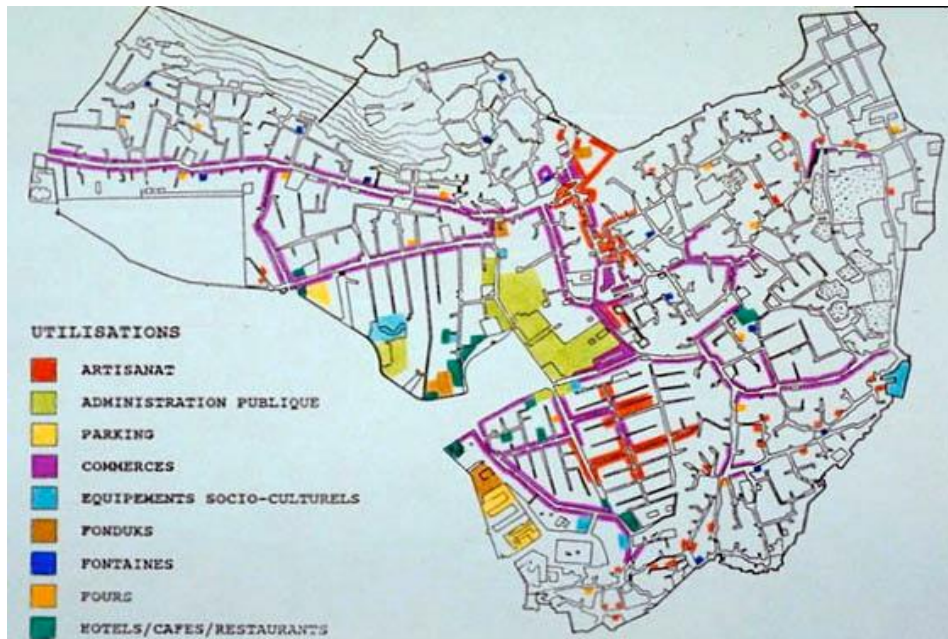 UTILISATIONS
ARTISANAT
ADMINISTRATION PUBLIQUE
PARKING
COMMERCES
EQUIPEMENTS SOCIO-CULTURELS
FONDUKS
FONTAINES
FOURS
HOTELS/CAFES/RESTAURANTS